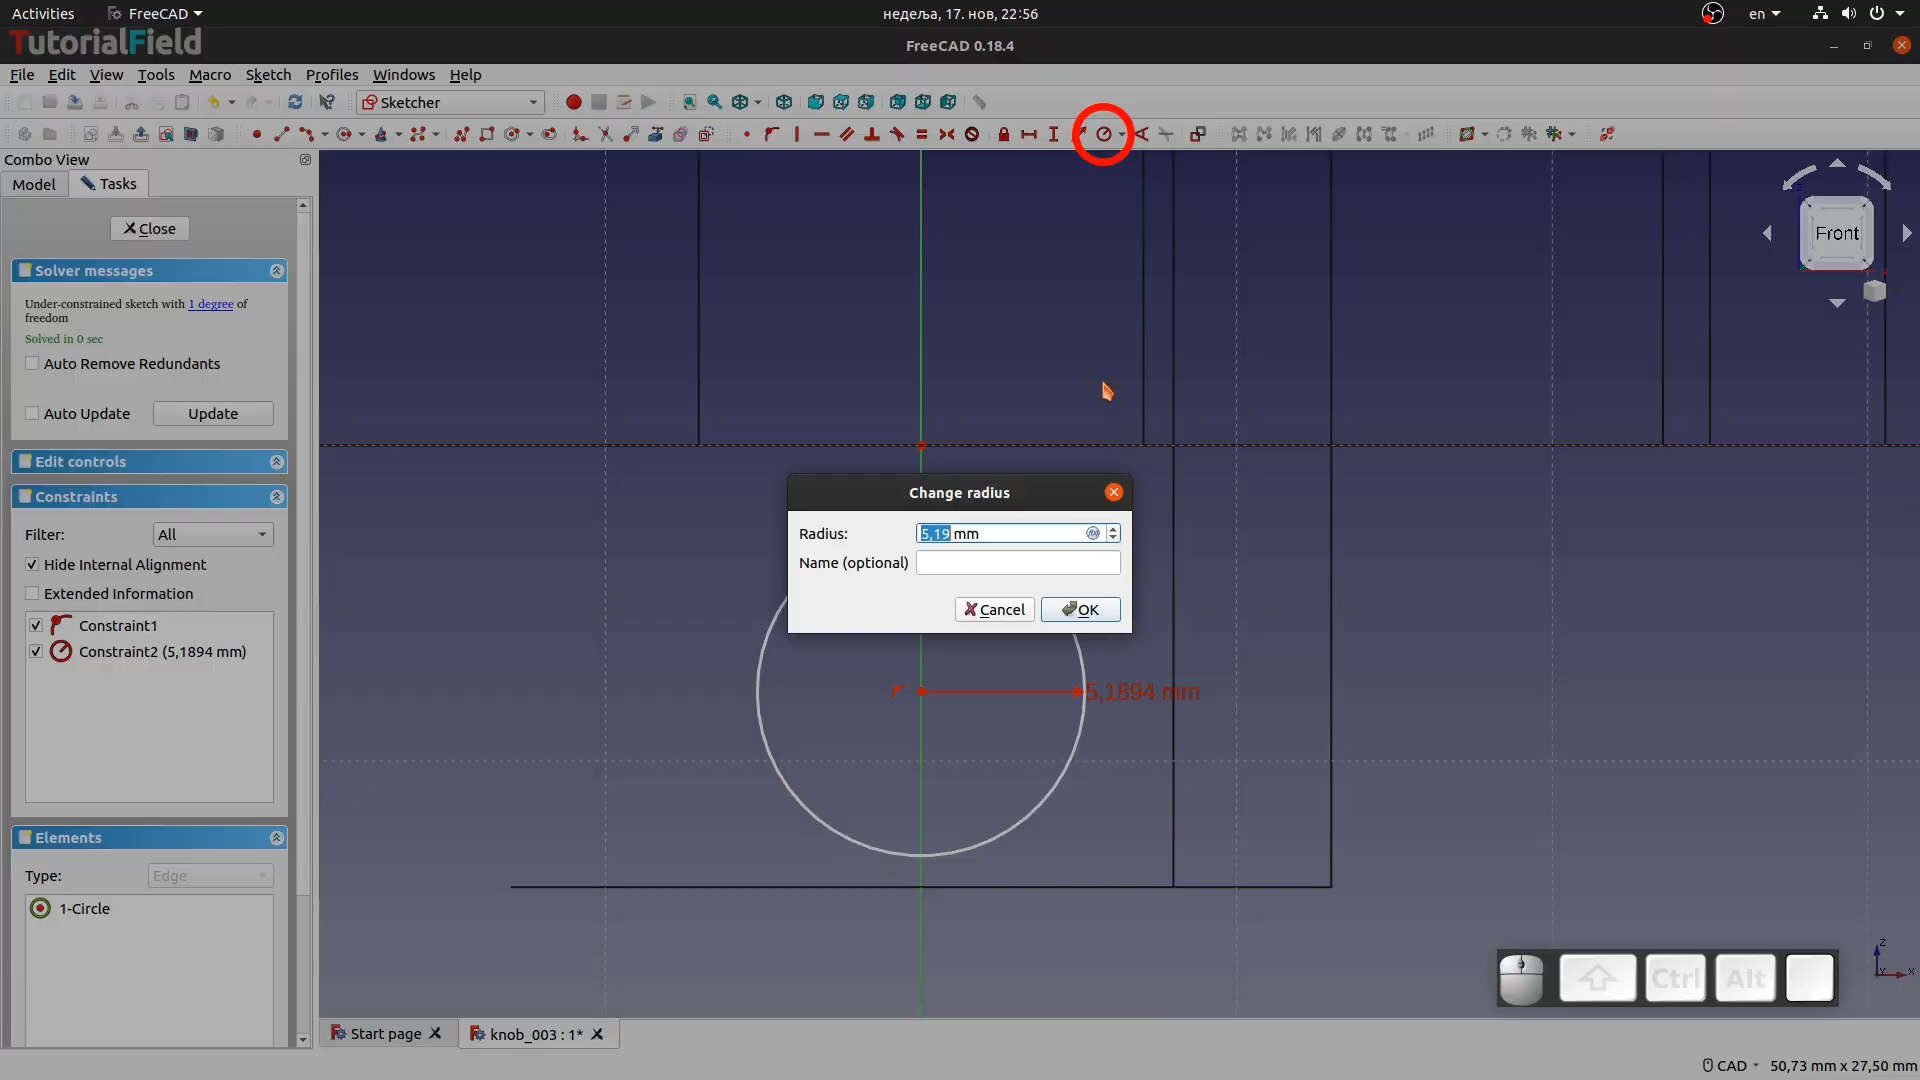 Activities
FreeCAD
недеља, 17. нов, 22:56
en
TutorialField
FreeCAD 0.18.4
File Edit View Tools Macro Sketch Profiles Windows Help
Sketcher
Combo View
Model
Tasks
Close
Solver messages
Under-constrained sketch with 1 degree of
freedom
Solved in 0 sec
Auto Remove Redundants
Auto Update
Update
Edit controls
Constraints
Filter:
All
Hide Internal Alignment
Extended Information
Constraint1
Constraint2 (5,1894 mm)
Elements
Type:
Edge
1-Circle
Front
Change radius
Radius:
5,19 mm
Name (optional)
Cancel
OK
5,1894 mm
Ctrl
Alt
Z
Y
X
Start page
knob_003 : 1*
CAD
50,73 mm x 27,50 mm